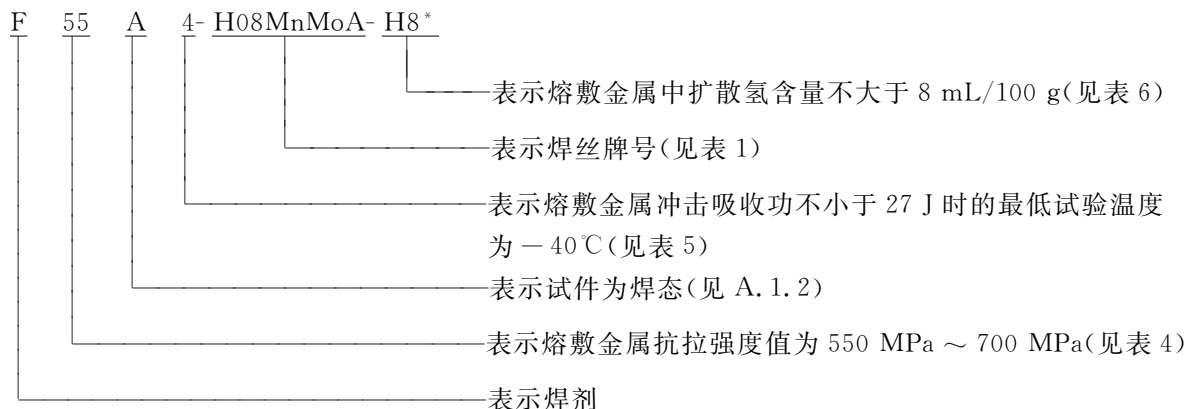 F 55 A 4- H08MnMoA- H8*
表示熔敷金属中扩散氢含量不大于 8 mL/100 g(见表 6)
表示焊丝牌号(见表 1)
表示熔敷金属冲击吸收功不小于 27 J 时的最低试验温度
为－40℃(见表 5)
表示试件为焊态(见 A.1.2)
表示熔敷金属抗拉强度值为 550 MPa～700 MPa(见表 4)
表示焊剂